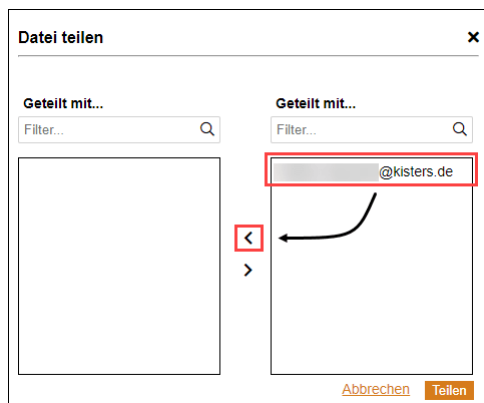 Datei teilen
Geteilt mit...
Filter...
Geteilt mit...
Filter...
@kisters.de
Abbrechen
Teilen